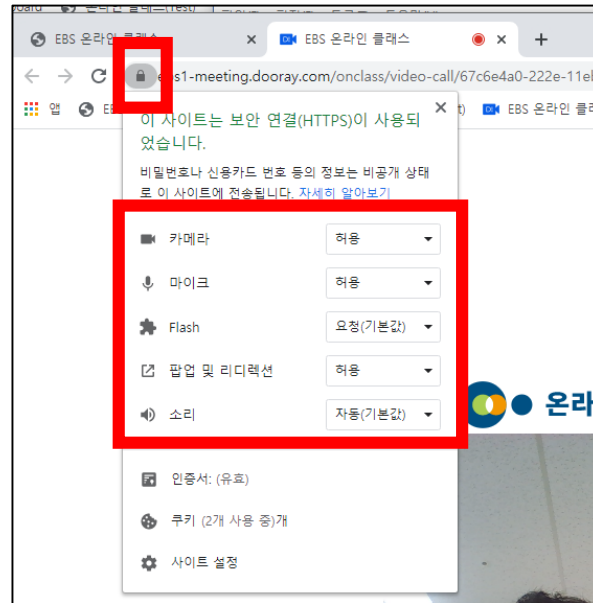 EBS 온라인 클래스
EBS 온라인 클래스
1-meeting.dooray.com/onclass/video-call/67c6e4a0-222e-11e
앱
EBS 온라인 클
이 사이트는 보안 연결(HTTPS)이 사용되
었습니다.
비밀번호나 신용카드 번호 등의 정보는 비공개 상태
로 이 사이트에 전송됩니다. 자세히 알아보기
카메라 허용
마이크 허용
Flash 요청(기본값)
팝업 및 리디렉션 허용
소리 자동(기본값)
온라
인증서: (유효)
쿠키 (2개 사용 중)개
사이트 설정